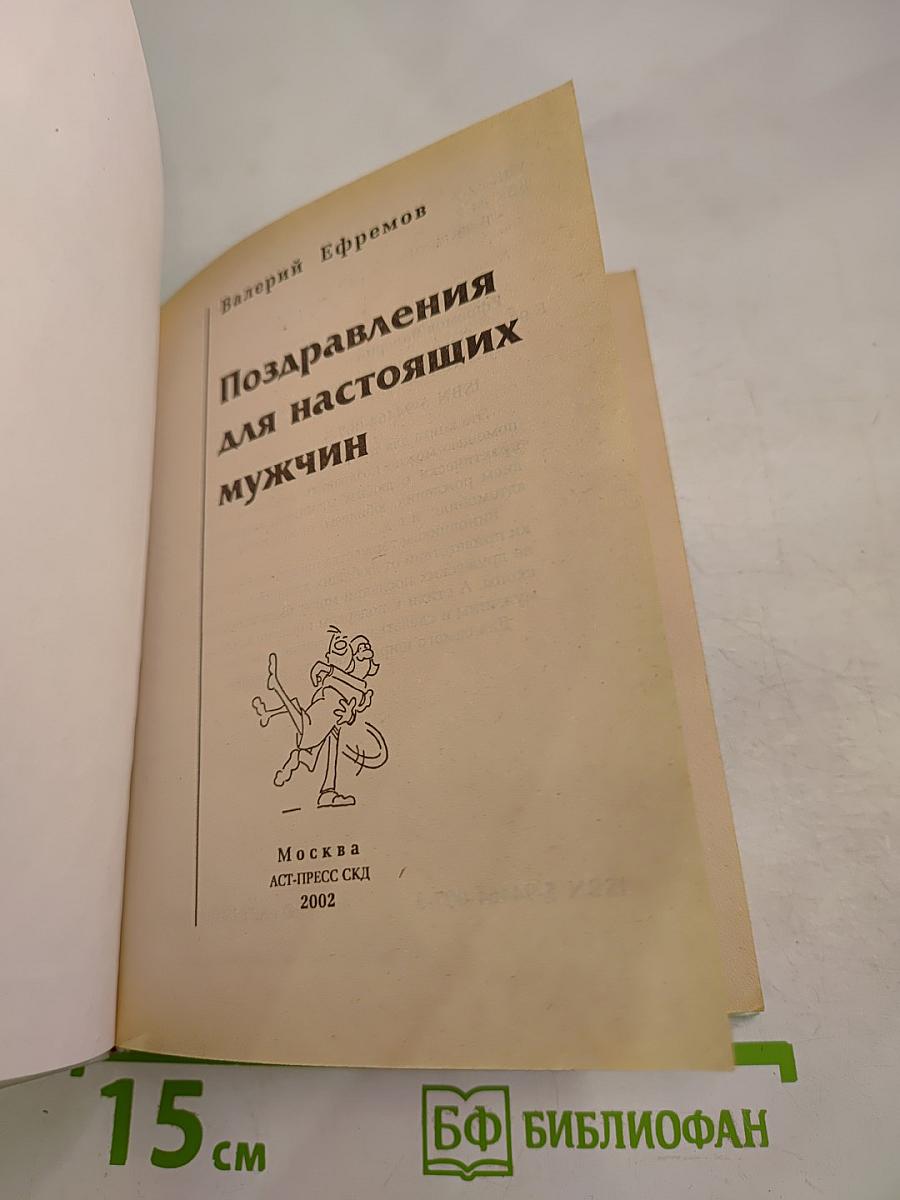 Валерий Ефремов
Поздравления
для настоящих
мужчин
Москва
АСТ-ПРЕСС СКД
2002
15 см
БФ БИБЛИОФАН